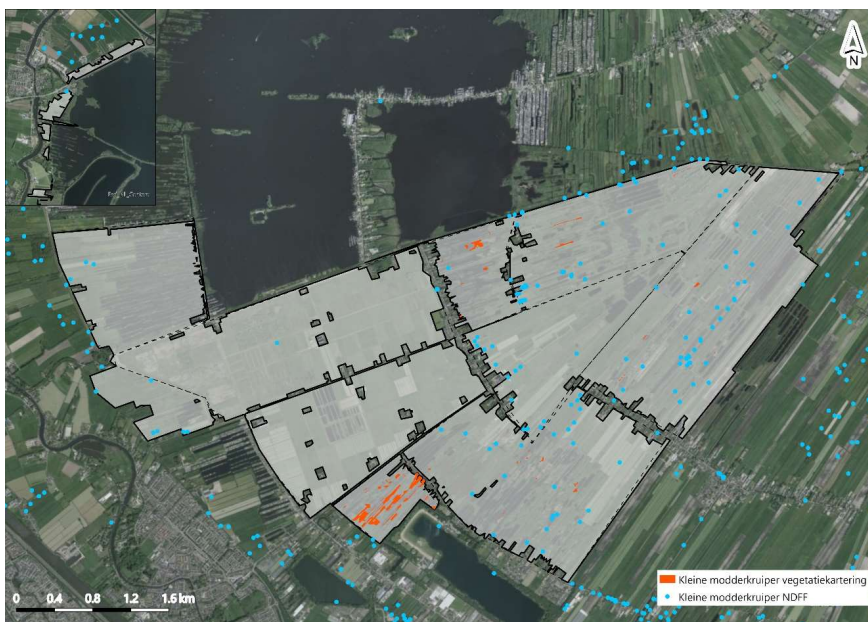 N
0 0.4 0.8 1.2 1.6 km
Kleine modderkruiper vegetatiekartering
Kleine modderkruiper NDFF